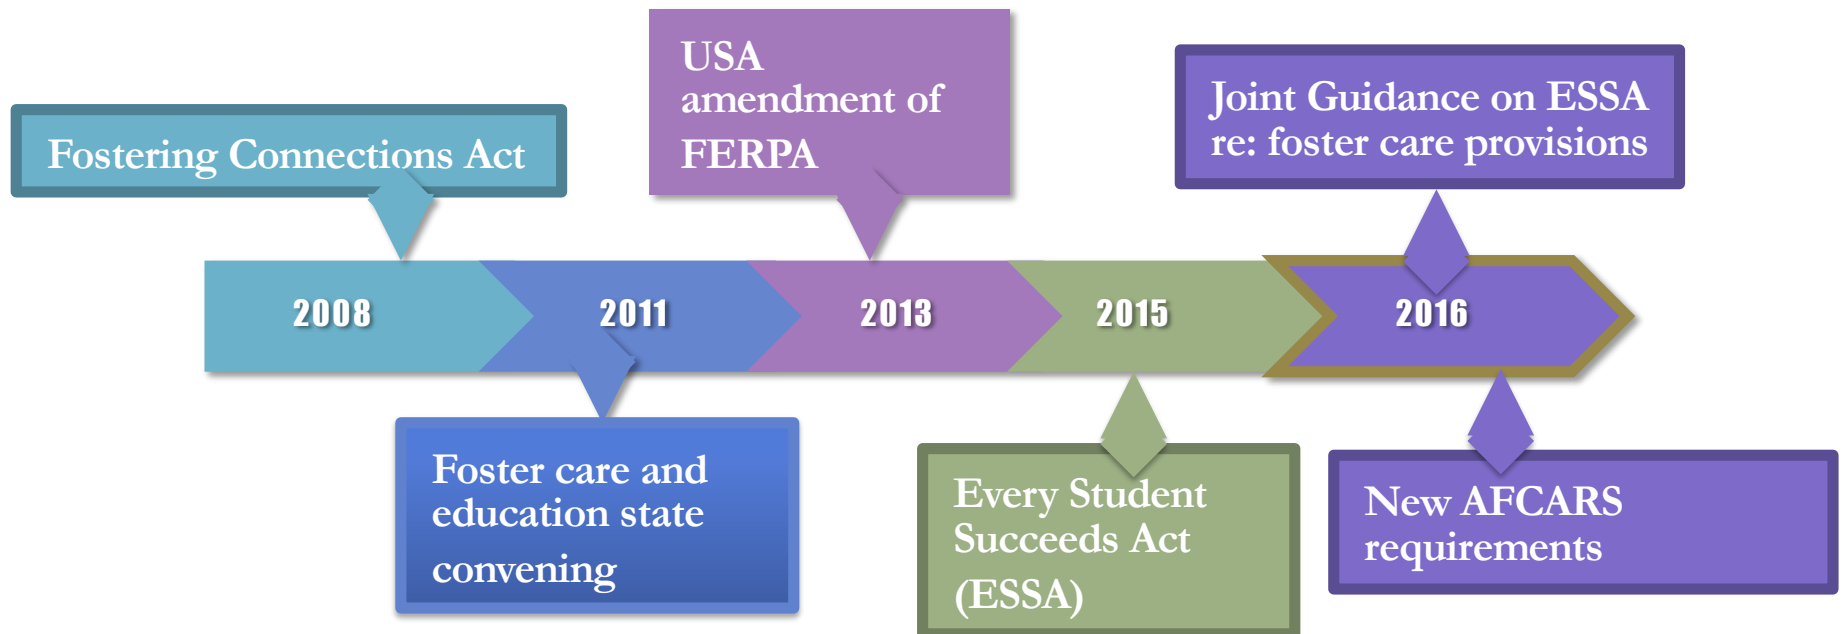 USA
amendment of
FERPA
Joint Guidance on ESSA
re: foster care provisions
Fostering Connections Act
2008
2011
2013
2015
2016
Foster care and
education state
convening
Every Student
Succeeds Act
(ESSA)
New AFCARS
requirements